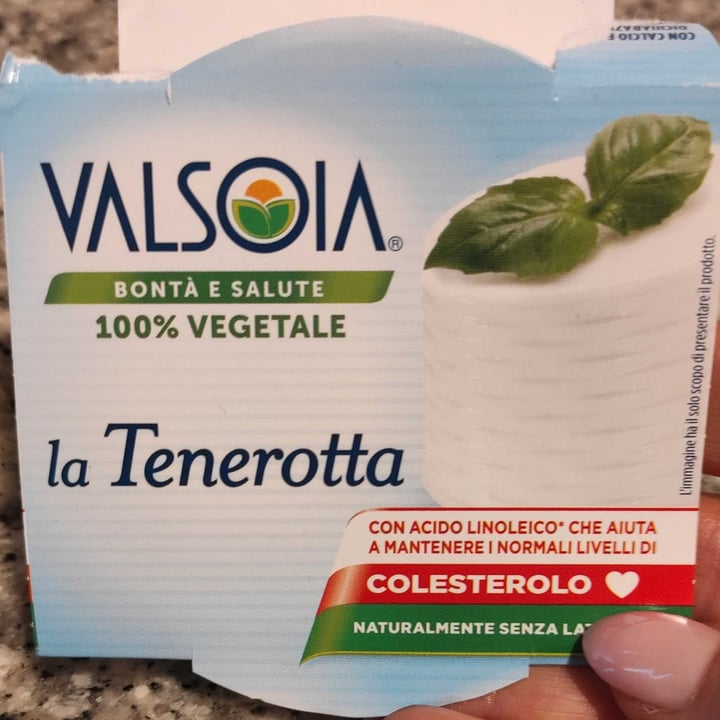 CON CALCIO E
VALSOIA®
BONTÀ E SALUTE
100% VEGETALE
la Tenerotta
L'immagine ha il solo scopo di presentare il prodotto.
CON ACIDO LINOLEICO* CHE AIUTA
A MANTENERE I NORMALI LIVELLI DI
COLESTEROLO
NATURALMENTE SENZA